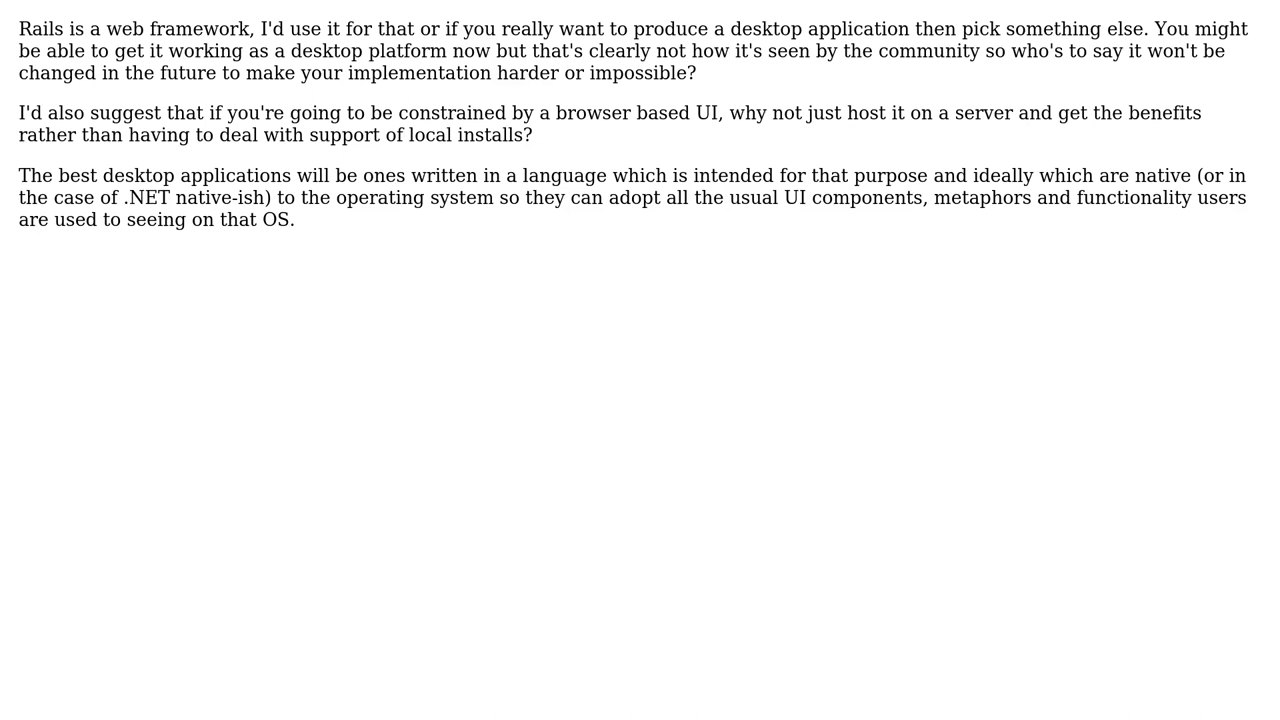 Rails is a web framework, I'd use it for that or if you really want to produce a desktop application then pick something else. You might
be able to get it working as a desktop platform now but that's clearly not how it's seen by the community so who's to say it won't be
changed in the future to make your implementation harder or impossible?
I'd also suggest that if you're going to be constrained by a browser based UI, why not just host it on a server and get the benefits
rather than having to deal with support of local installs?
The best desktop applications will be ones written in a language which is intended for that purpose and ideally which are native (or in
the case of .NET native-ish) to the operating system so they can adopt all the usual UI components, metaphors and functionality users
are used to seeing on that OS.